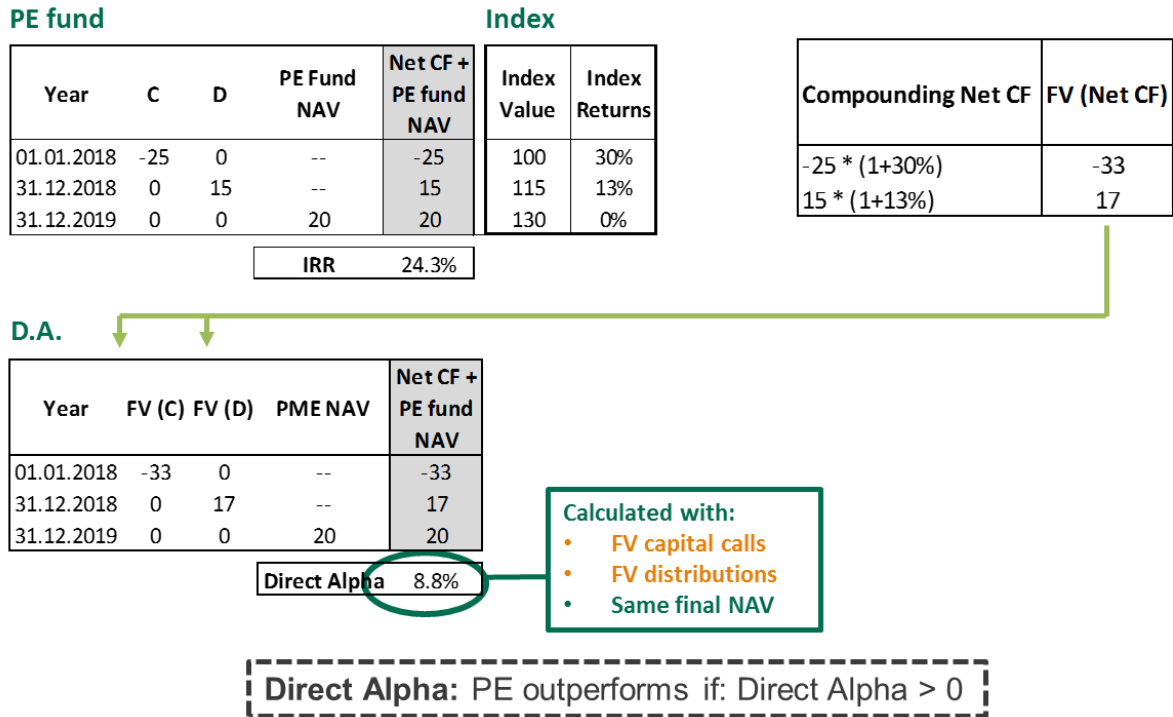 PE fund
Index
Year C D PE Fund NAV Net CF + PE fund NAV Index Value Index Returns
01.01.2018 -25 0 -- -25 100 30%
31.12.2018 0 15 -- 15 115 13%
31.12.2019 0 0 20 20 130 0%
IRR 24.3%
Compounding Net CF FV (Net CF)
-25 * (1+30%) -33
15 * (1+13%) 17
D.A.
Year FV (C) FV (D) PME NAV Net CF + PE fund NAV
01.01.2018 -33 0 -- -33
31.12.2018 0 17 -- 17
31.12.2019 0 0 20 20
Direct Alpha 8.8%
Calculated with:
• FV capital calls
• FV distributions
• Same final NAV
Direct Alpha: PE outperforms if: Direct Alpha > 0